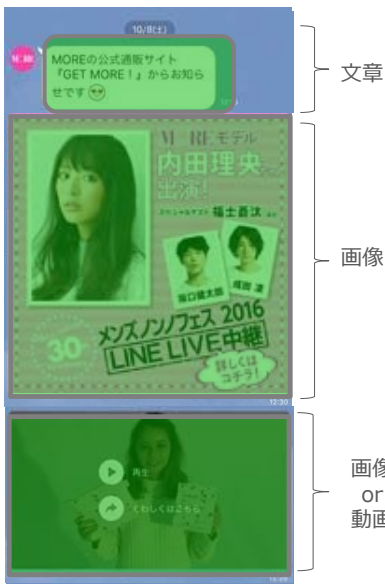 10/8(土)
MOREの公式通販サイト
『GET MORE!』からお知ら
せです
文章
MOREモデル
内田理央
出演!
スペシャルゲスト 福士蒼汰 ほか
坂口健太郎
成田 凌
30
メンズノンノフェス 2016
LINE LIVE中継
詳しくは
コチラ!
12:30
画像
再生
くわしくはこちら
画像
or
動画